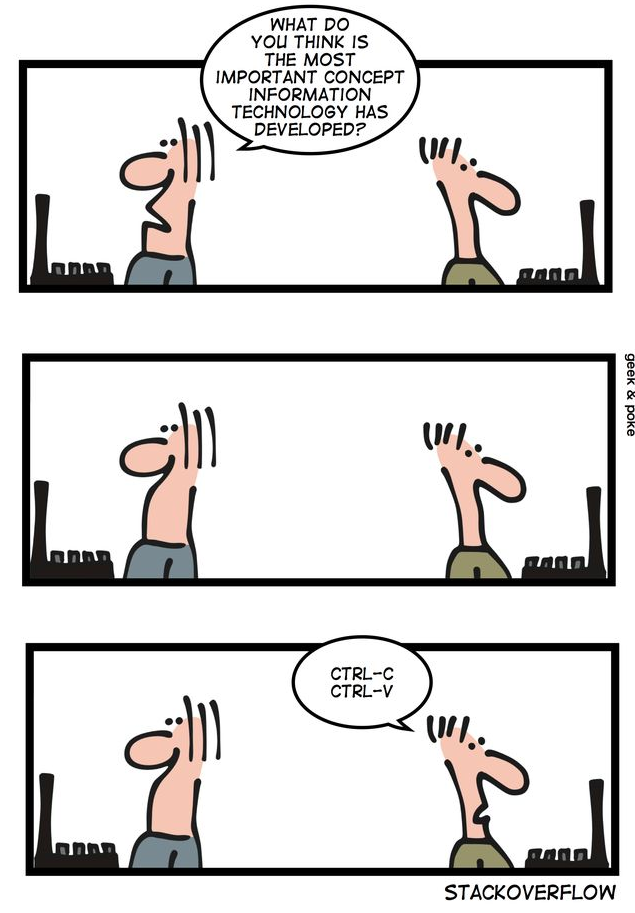 WHAT DO
YOU THINK IS
THE MOST
IMPORTANT CONCEPT
INFORMATION
TECHNOLOGY HAS
DEVELOPED?
geek & poke
CTRL-C
CTRL-V
STACKOVERFLOW